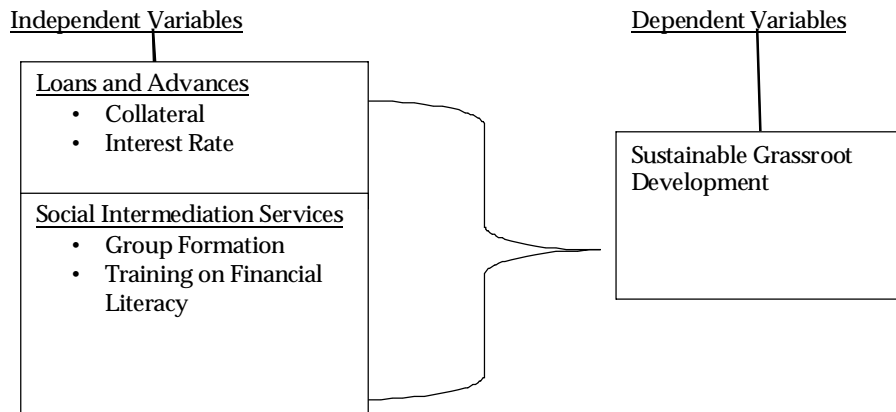 Independent Variables
Dependent Variables
Loans and Advances
• Collateral
• Interest Rate
Social Intermediation Services
• Group Formation
• Training on Financial
Literacy
Sustainable Grassroot
Development